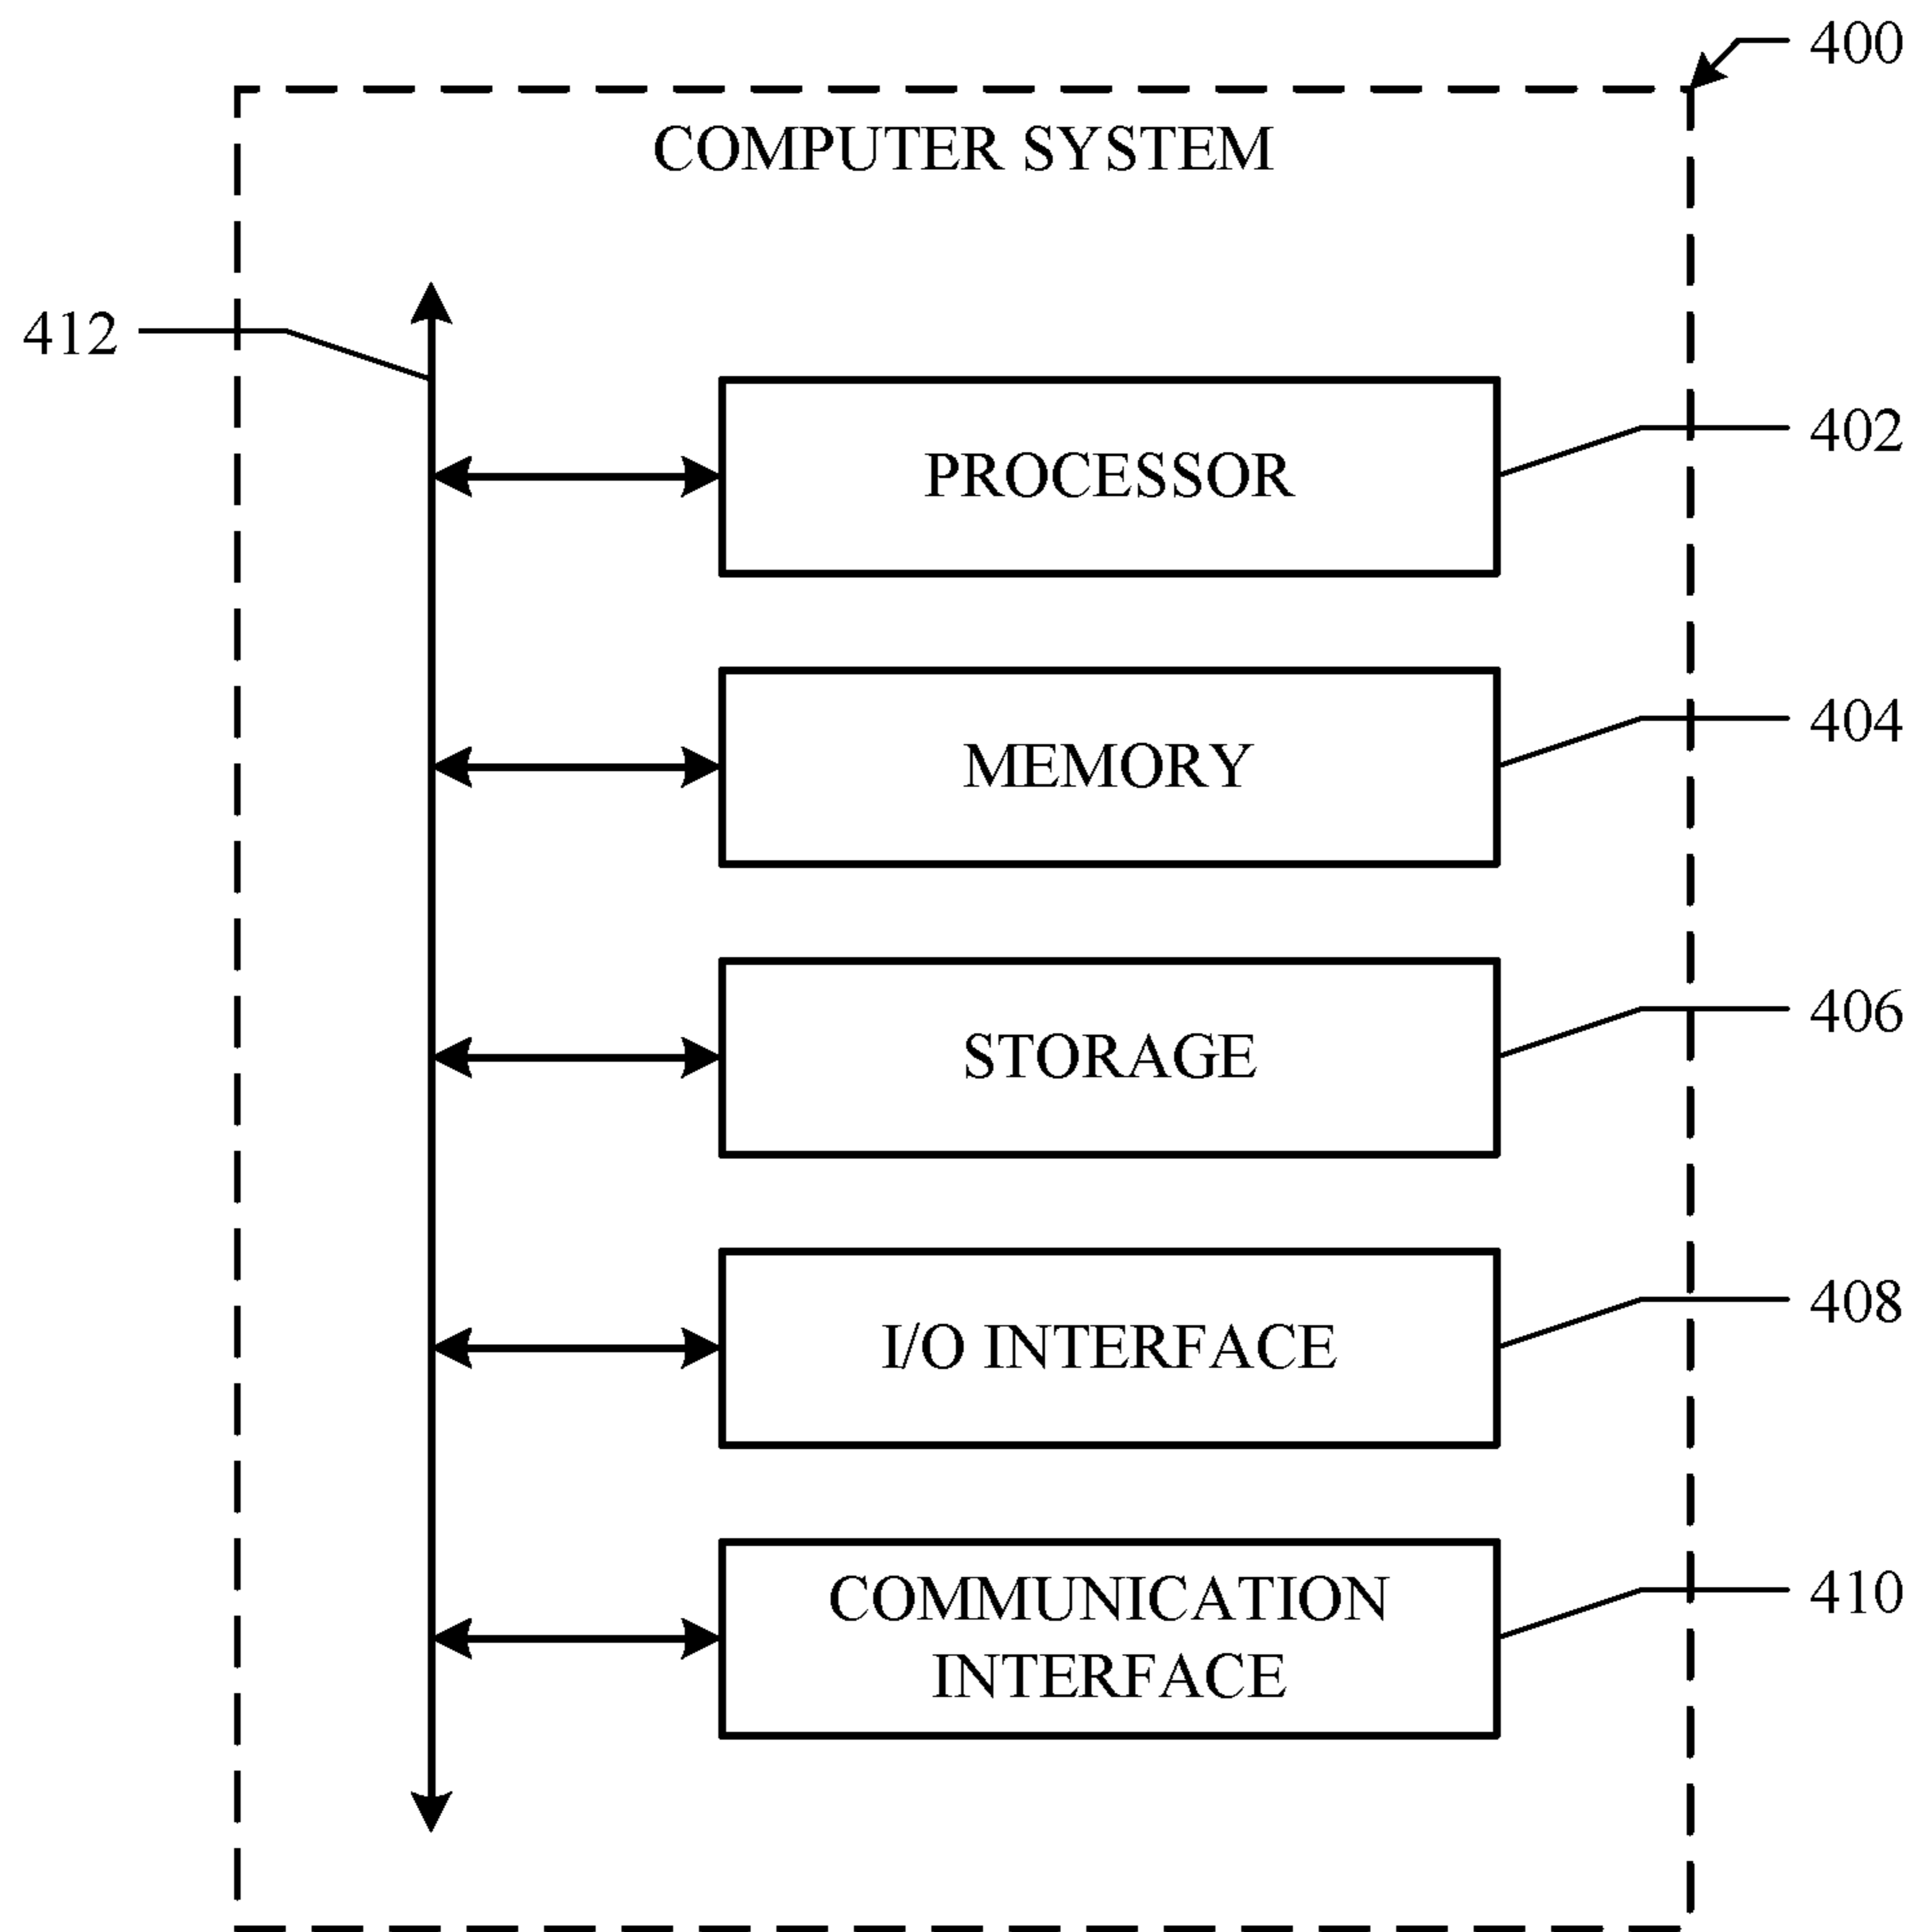 400
COMPUTER SYSTEM
412
402
PROCESSOR
404
MEMORY
406
STORAGE
408
I/O INTERFACE
410
COMMUNICATION
INTERFACE